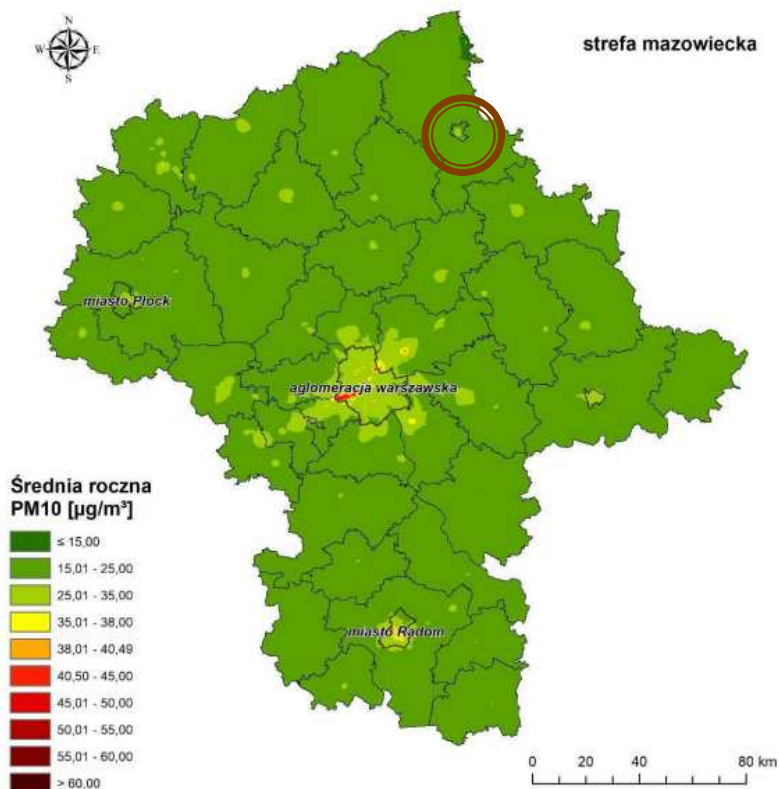 N
W E
S
strefa mazowiecka
miasto Płock
aglomeracja warszawska
miasto Radom
Średnia roczna
PM10 [µg/m³]
≤ 15,00
15,01 - 25,00
25,01 - 35,00
35,01 - 38,00
38,01 - 40,49
40,50 - 45,00
45,01 - 50,00
50,01 - 55,00
55,01 - 60,00
> 60,00
0 20 40 80 km